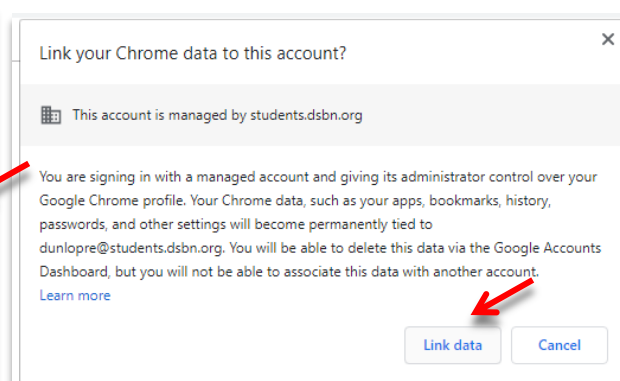 Link your Chrome data to this account?
This account is managed by students.dsbn.org
You are signing in with a managed account and giving its administrator control over your
Google Chrome profile. Your Chrome data, such as your apps, bookmarks, history,
passwords, and other settings will become permanently tied to
dunlopre@students.dsbn.org. You will be able to delete this data via the Google Accounts
Dashboard, but you will not be able to associate this data with another account.
Learn more
Link data
Cancel